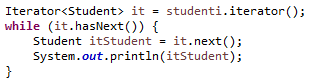 Iterator<Student> it = studenti.iterator();
while (it.hasNext()) {
    Student itStudent = it.next();
    System.out.println(itStudent);
}